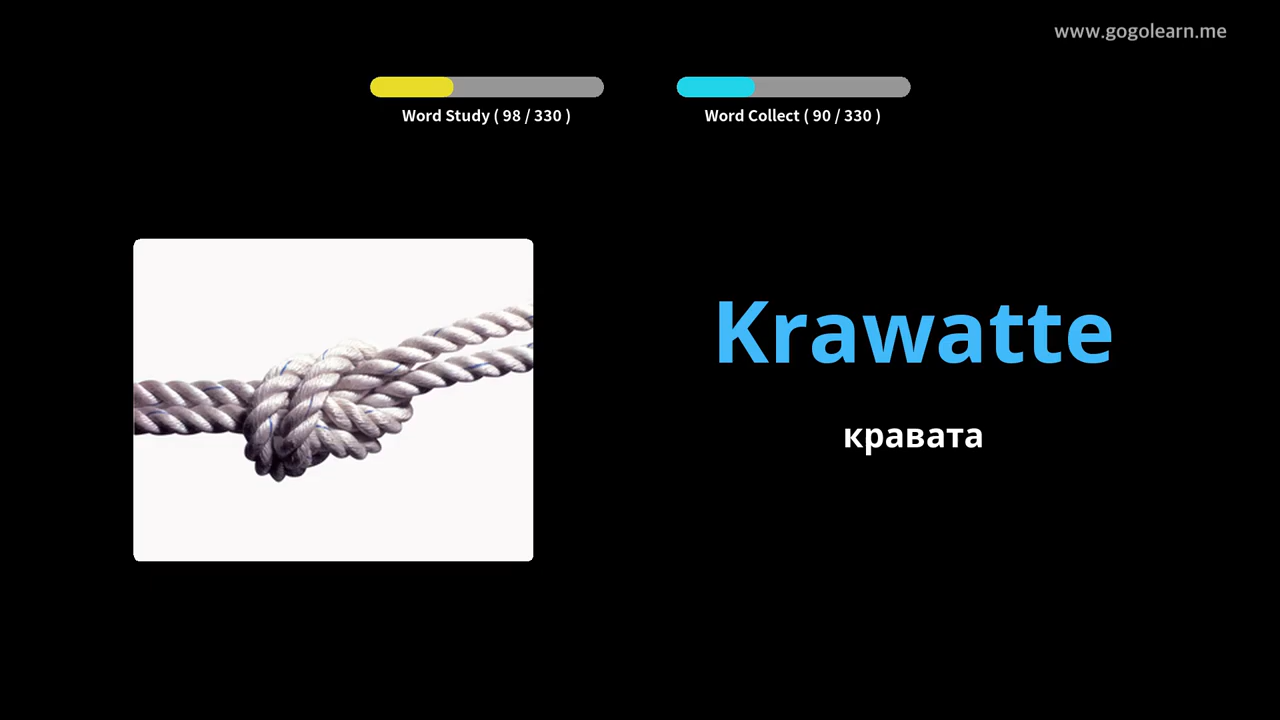 www.gogolearn.me
Word Study ( 98 / 330 )
Word Collect ( 90 / 330 )
Krawatte
кравата